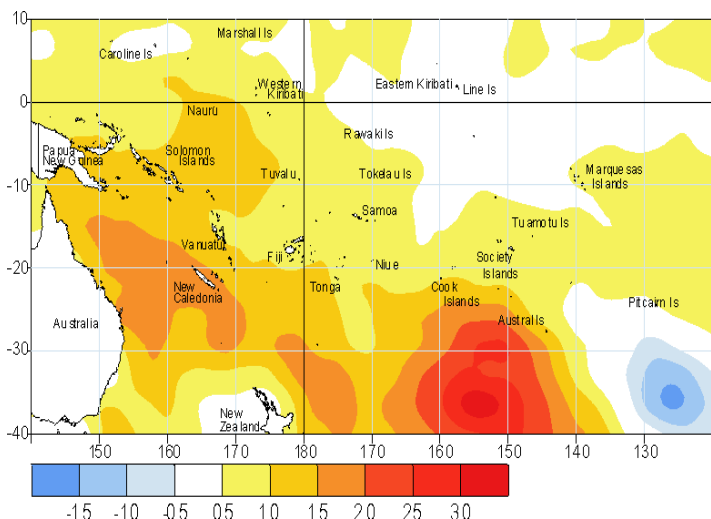 10
Marshall Is
Caroline Is
Western
Kiribati
Eastern Kiribati
Line Is
0
Nauru
Papua
New Guinea
Solomon
Islands
Rawaki Is
-10
Tuvalu
Tokelau Is
Marquesas
Islands
Samoa
Tuamotu Is
Vanuatu
Fiji
Niue
Society
Islands
-20
New
Caledonia
Tonga
Cook
Islands
Pitcairn Is
Australia
Austral Is
-30
New
Zealand
-40
150 160 170 180 170 160 150 140 130
-1.5 -1.0 -0.5 0.5 1.0 1.5 2.0 2.5 3.0